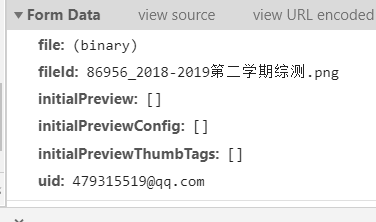 Form Data view source view URL encoded
file: (binary)
fileId: 86956_2018-2019第二学期综测.png
initialPreview: []
initialPreviewConfig: []
initialPreviewThumbTags: []
uid: 479315519@qq.com